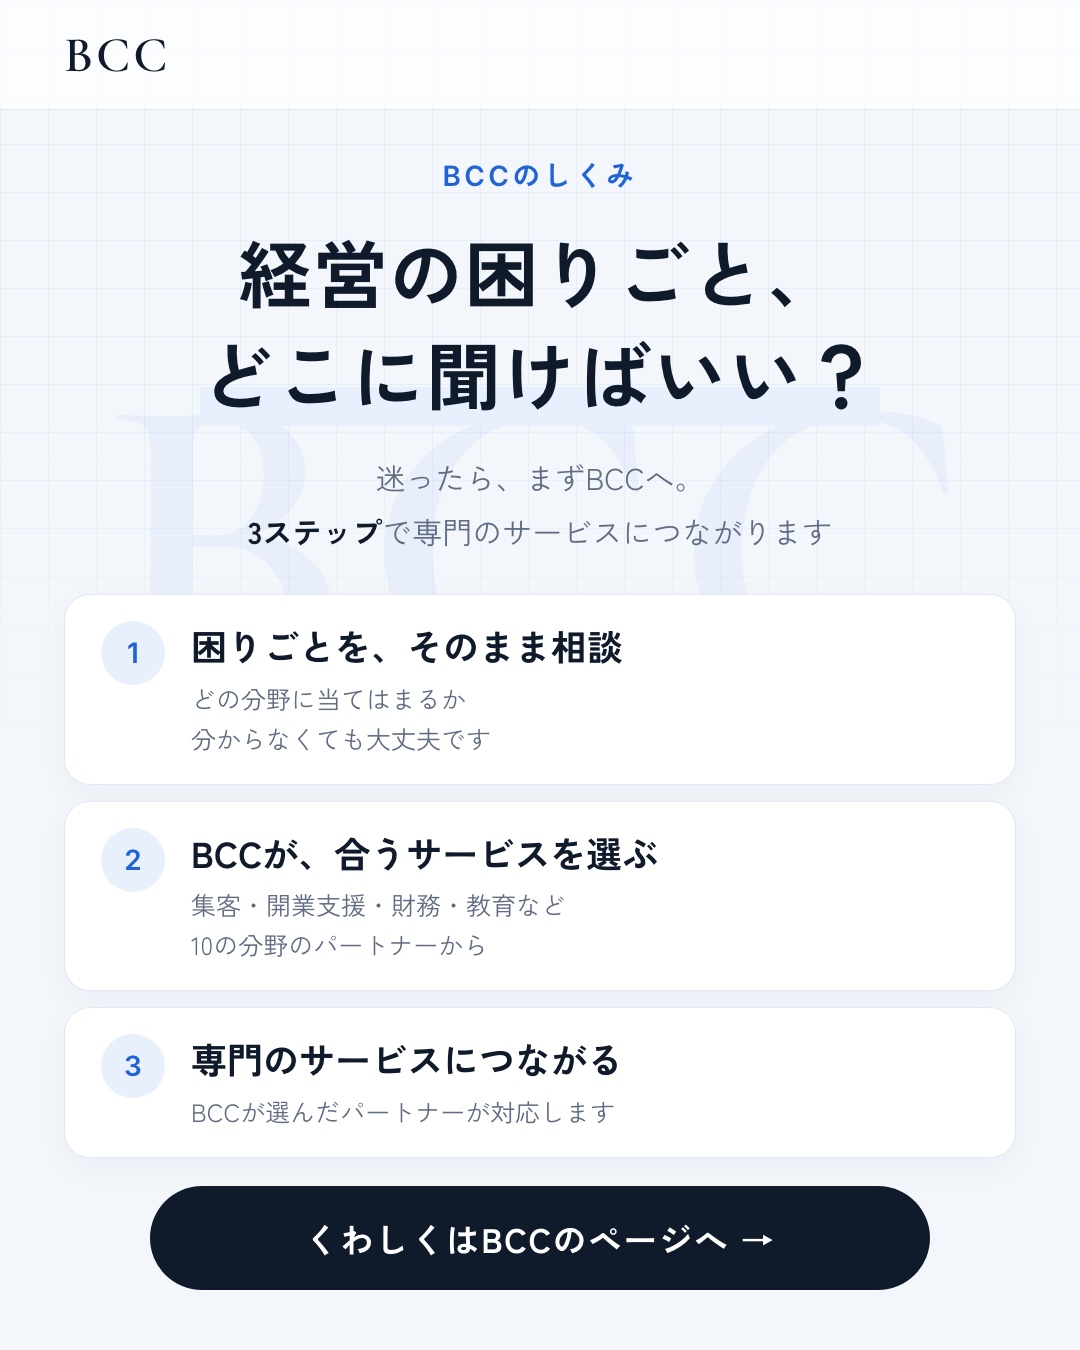 BCC
BCCのしくみ
経営の困りごと、
どこに聞けばいい？
迷ったら、まずBCCへ。
3ステップで専門のサービスにつながります
1
困りごとを、そのまま相談
どの分野に当てはまるか
分からなくても大丈夫です
2
BCCが、合うサービスを選ぶ
集客・開業支援・財務・教育など
10の分野のパートナーから
3
専門のサービスにつながる
BCCが選んだパートナーが対応します
くわしくはBCCのページへ →
BCC